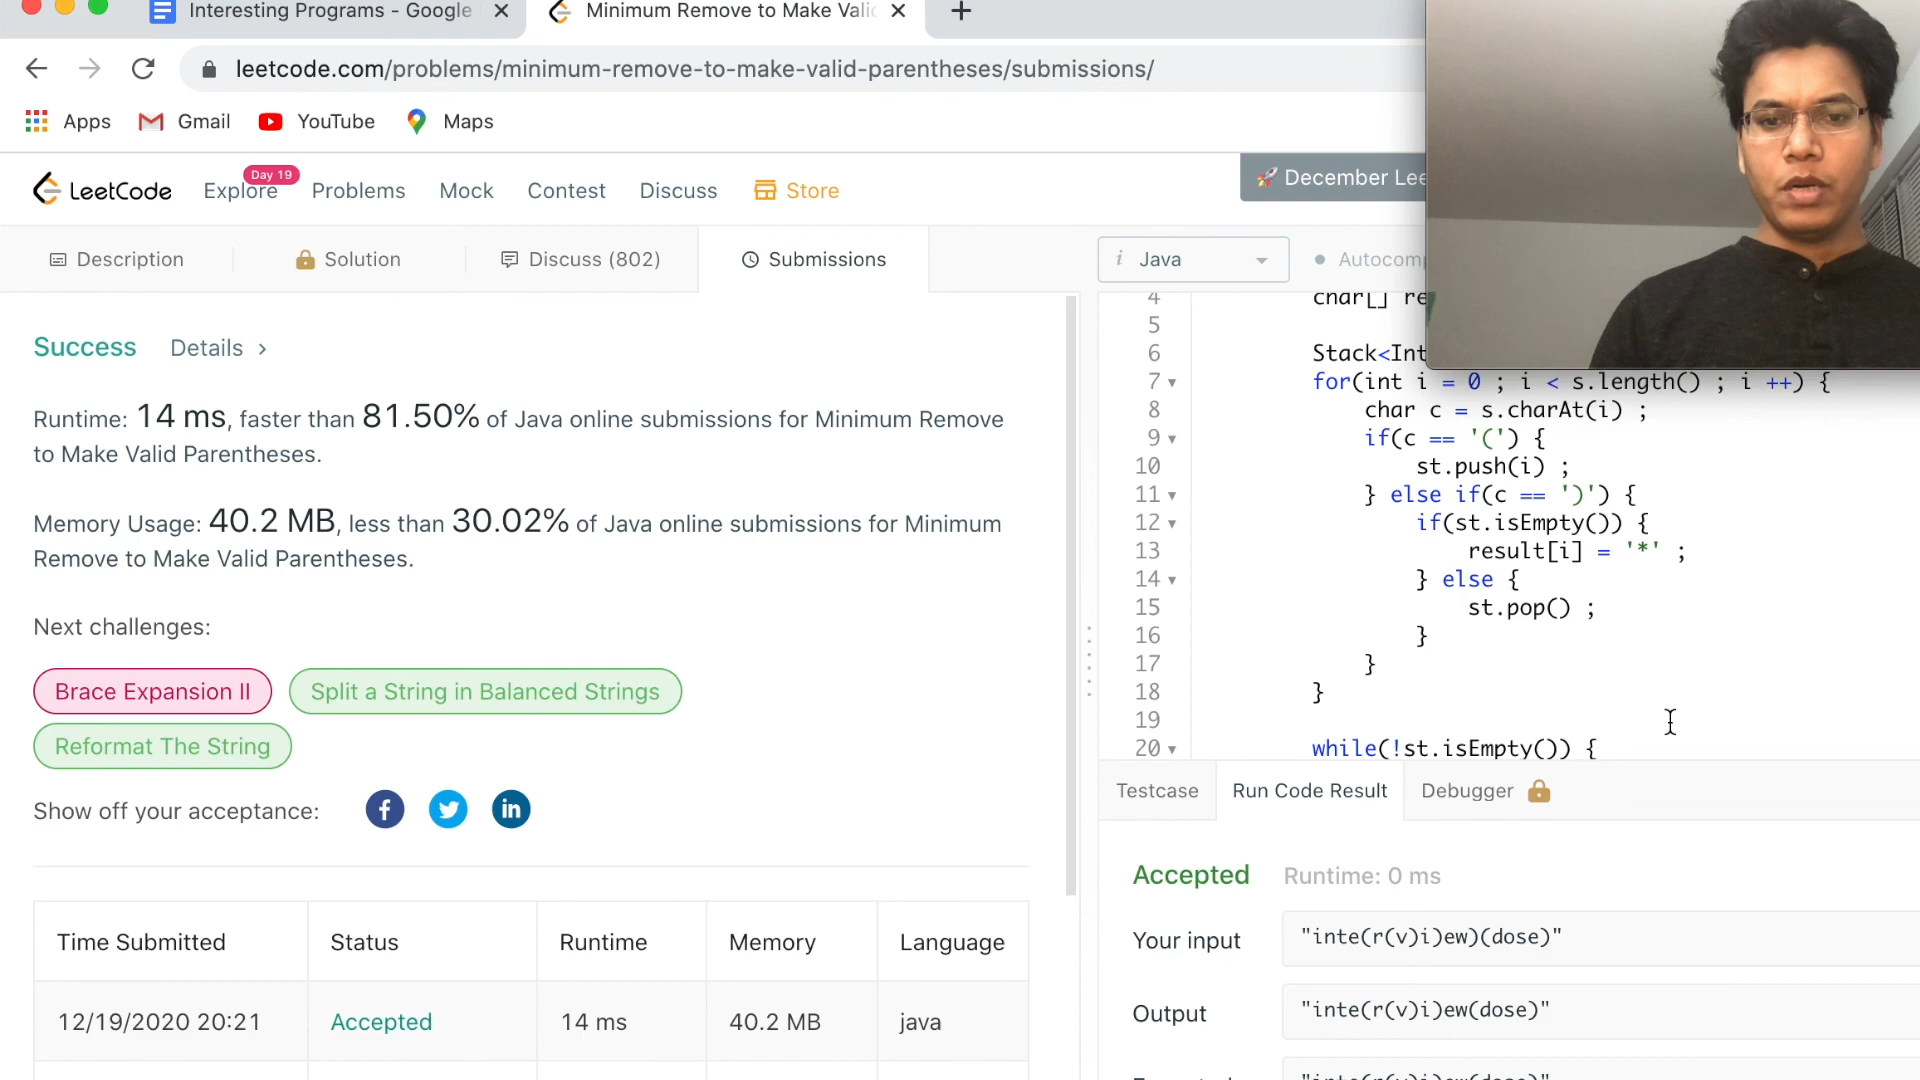 Interesting Programs - Google
Minimum Remove to Make Vali
leetcode.com/problems/minimum-remove-to-make-valid-parentheses/submissions/
Apps
Gmail
YouTube
Maps
LeetCode
Explore
Day 19
Problems
Mock
Contest
Discuss
Store
December Lee
Description
Solution
Discuss (802)
Submissions
i Java
Autocomp
Success
Details >
Runtime: 14 ms, faster than 81.50% of Java online submissions for Minimum Remove
to Make Valid Parentheses.
Memory Usage: 40.2 MB, less than 30.02% of Java online submissions for Minimum
Remove to Make Valid Parentheses.
Next challenges:
Brace Expansion II
Split a String in Balanced Strings
Reformat The String
Show off your acceptance:
Time Submitted Status Runtime Memory Language
12/19/2020 20:21 Accepted 14 ms 40.2 MB java
4 char[] re
5
6 Stack<Int
7 for(int i = 0 ; i < s.length() ; i ++) {
8 char c = s.charAt(i) ;
9 if(c == '(') {
10 st.push(i) ;
11 } else if(c == ')') {
12 if(st.isEmpty()) {
13 result[i] = '*' ;
14 } else {
15 st.pop() ;
16 }
17 }
18 }
19
20 while(!st.isEmpty()) {
Testcase
Run Code Result
Debugger
Accepted
Runtime: 0 ms
Your input
"inte(r(v)i)ew)(dose)"
Output
"inte(r(v)i)ew(dose)"